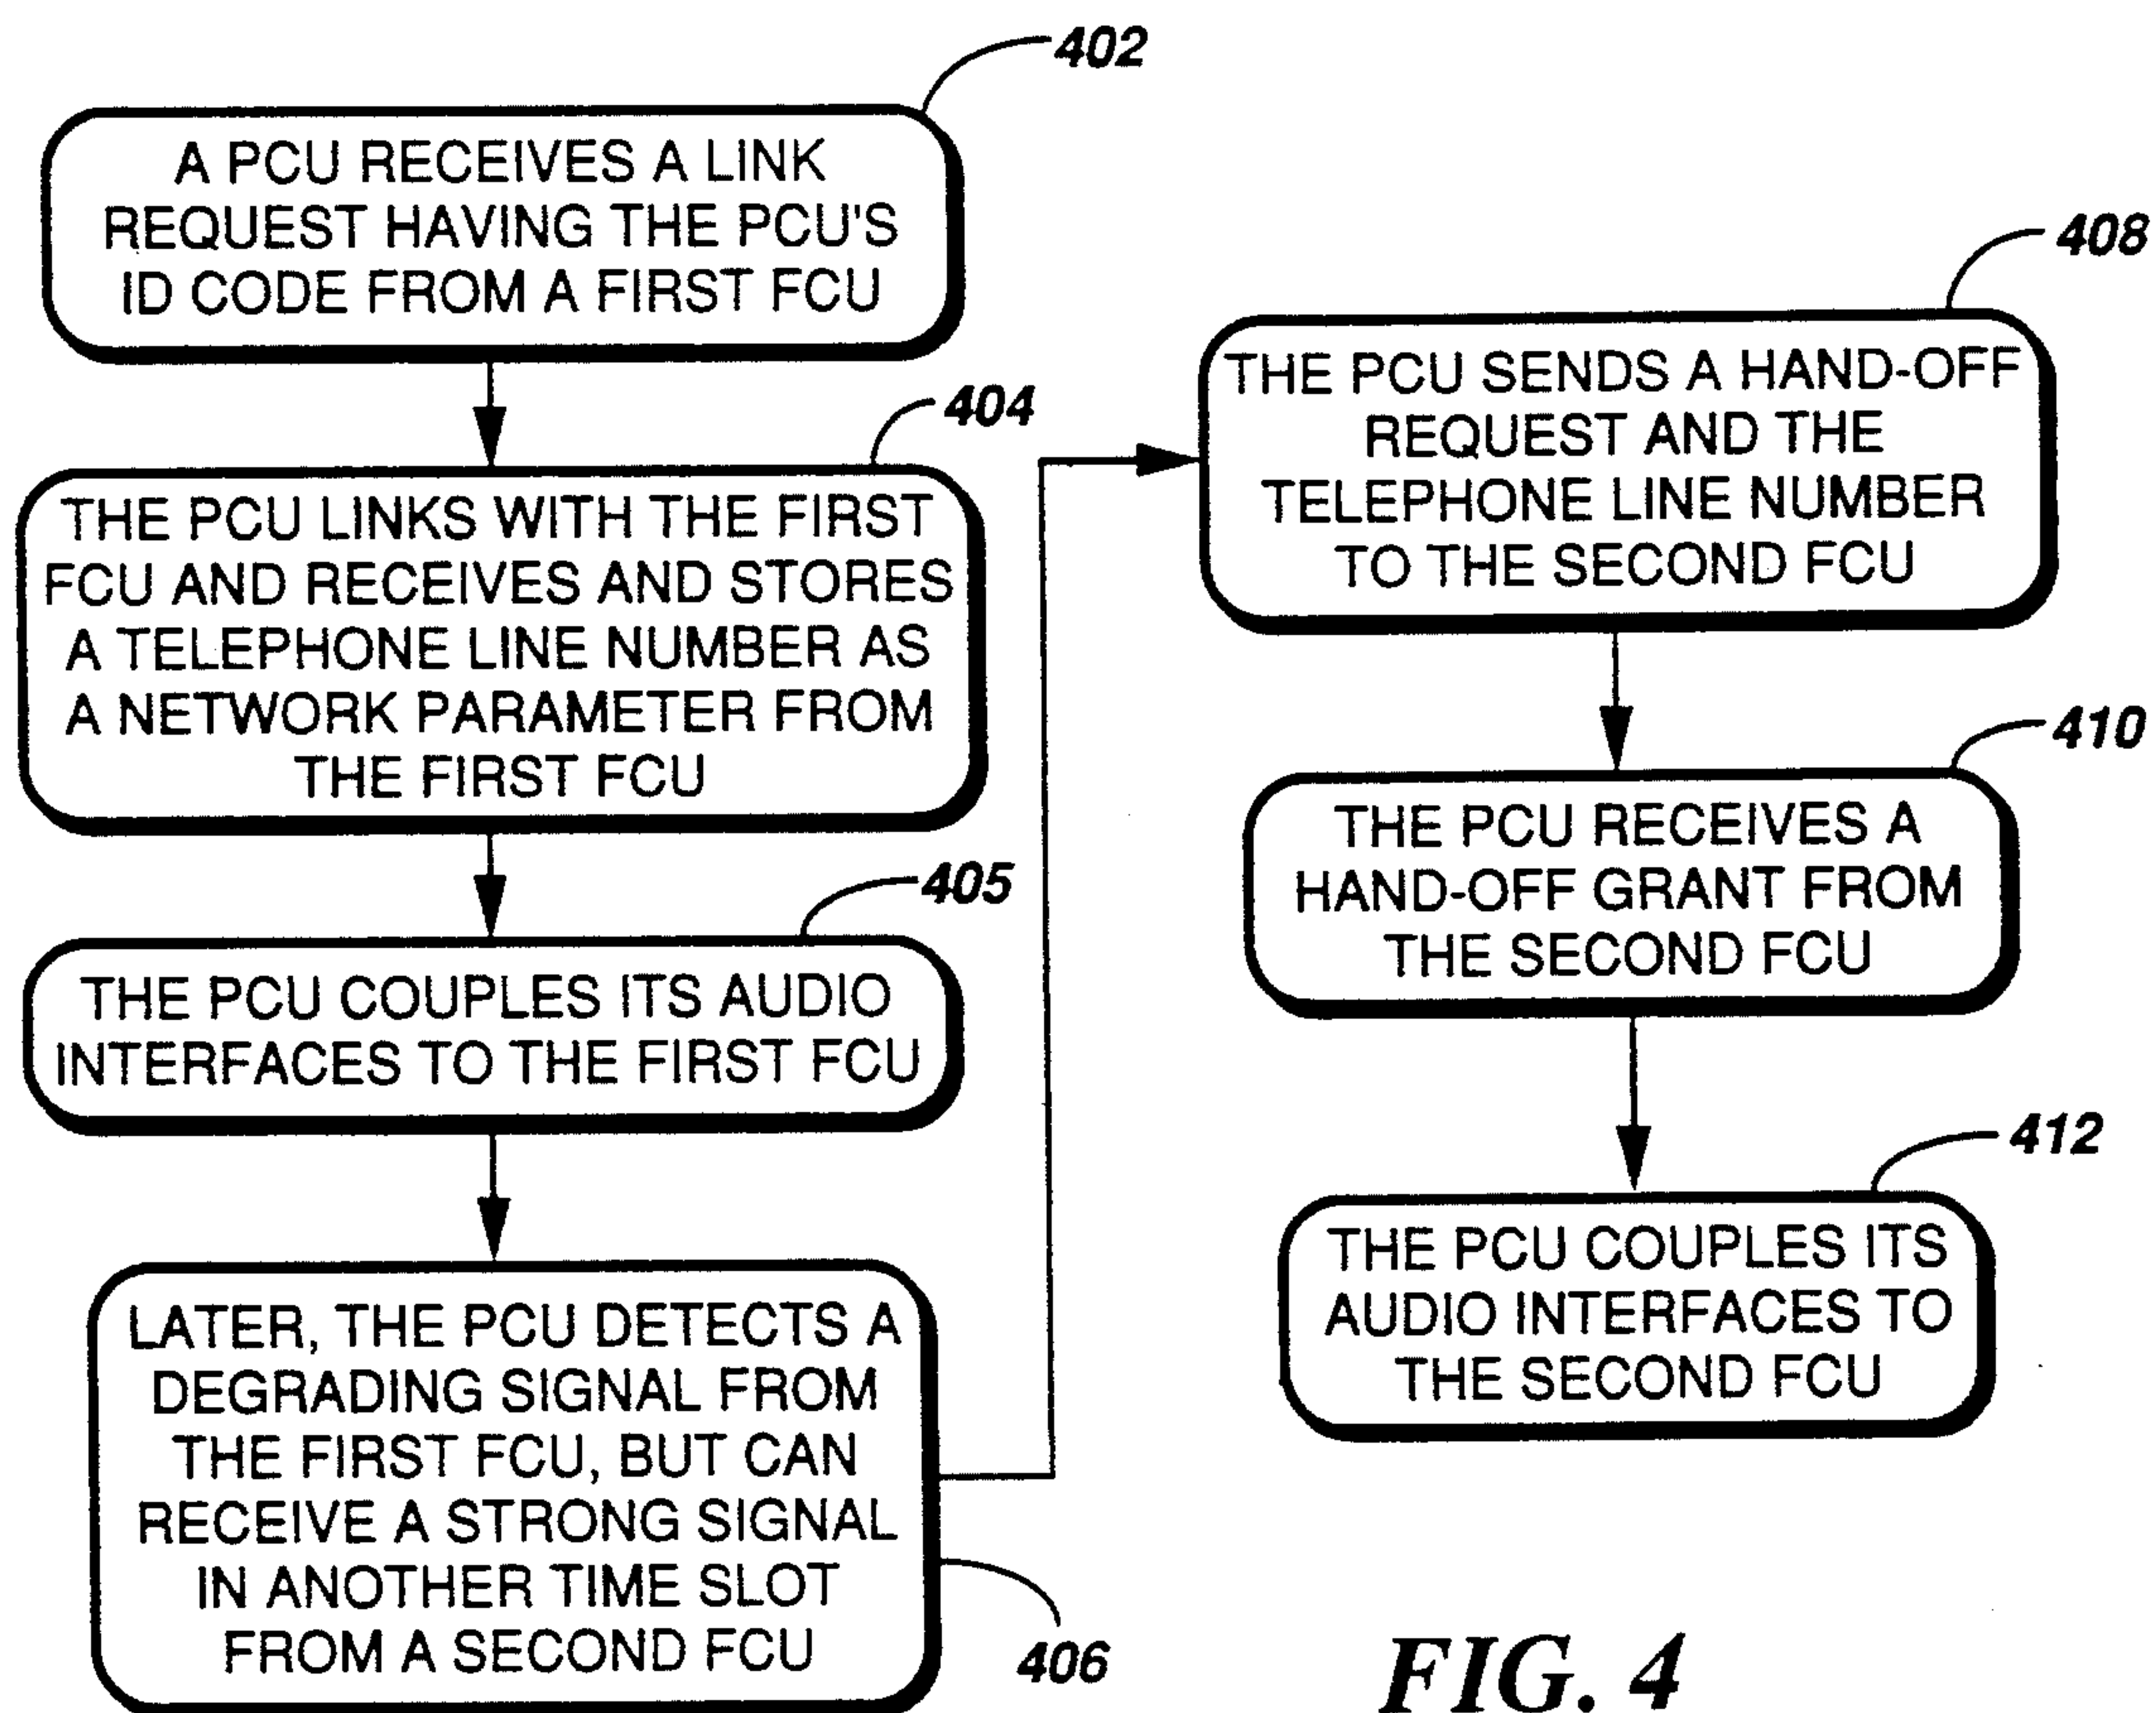 402
A PCU RECEIVES A LINK
REQUEST HAVING THE PCU'S
ID CODE FROM A FIRST FCU
404
THE PCU LINKS WITH THE FIRST
FCU AND RECEIVES AND STORES
A TELEPHONE LINE NUMBER AS
A NETWORK PARAMETER FROM
THE FIRST FCU
405
THE PCU COUPLES ITS AUDIO
INTERFACES TO THE FIRST FCU
LATER, THE PCU DETECTS A
DEGRADING SIGNAL FROM
THE FIRST FCU, BUT CAN
RECEIVE A STRONG SIGNAL
IN ANOTHER TIME SLOT
FROM A SECOND FCU
406
408
THE PCU SENDS A HAND-OFF
REQUEST AND THE
TELEPHONE LINE NUMBER
TO THE SECOND FCU
410
THE PCU RECEIVES A
HAND-OFF GRANT FROM
THE SECOND FCU
412
THE PCU COUPLES ITS
AUDIO INTERFACES TO
THE SECOND FCU
FIG. 4